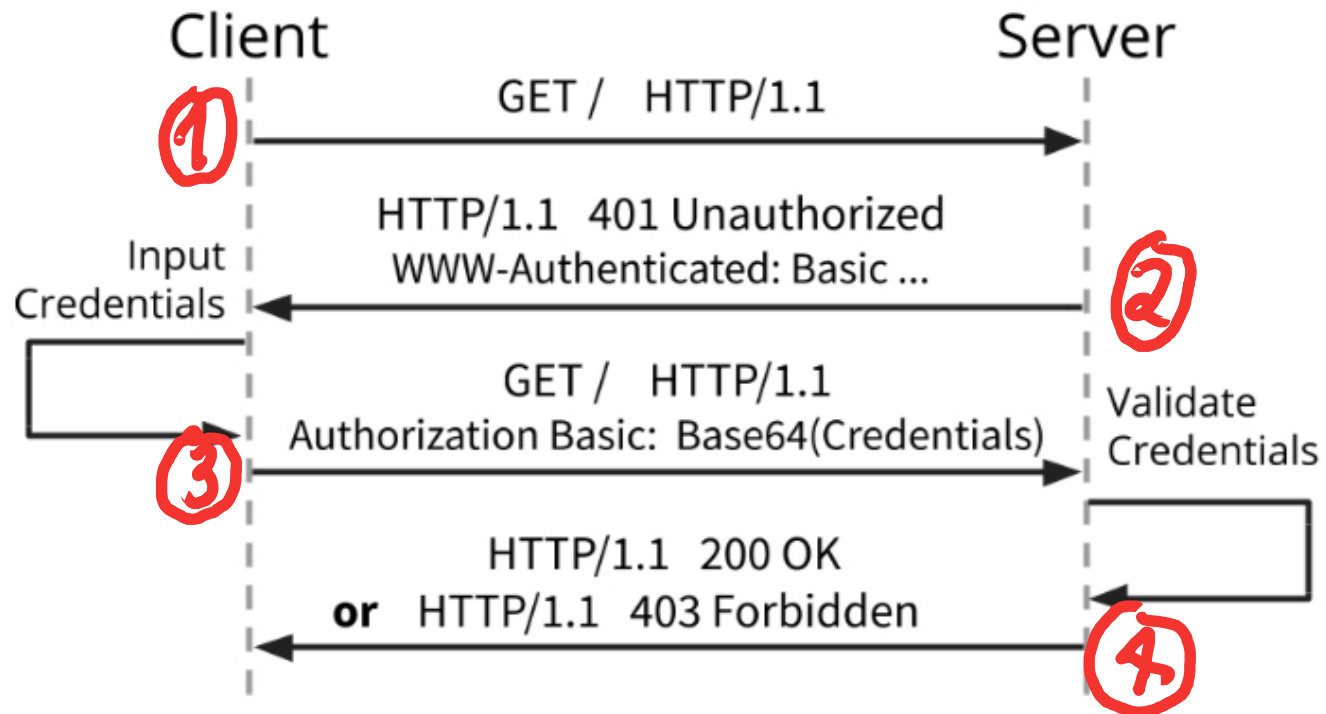 Client
Server
1
GET /   HTTP/1.1
HTTP/1.1   401 Unauthorized
WWW-Authenticated: Basic ...
2
Input
Credentials
GET /   HTTP/1.1
Authorization Basic:  Base64(Credentials)
3
Validate
Credentials
HTTP/1.1   200 OK
or   HTTP/1.1   403 Forbidden
4